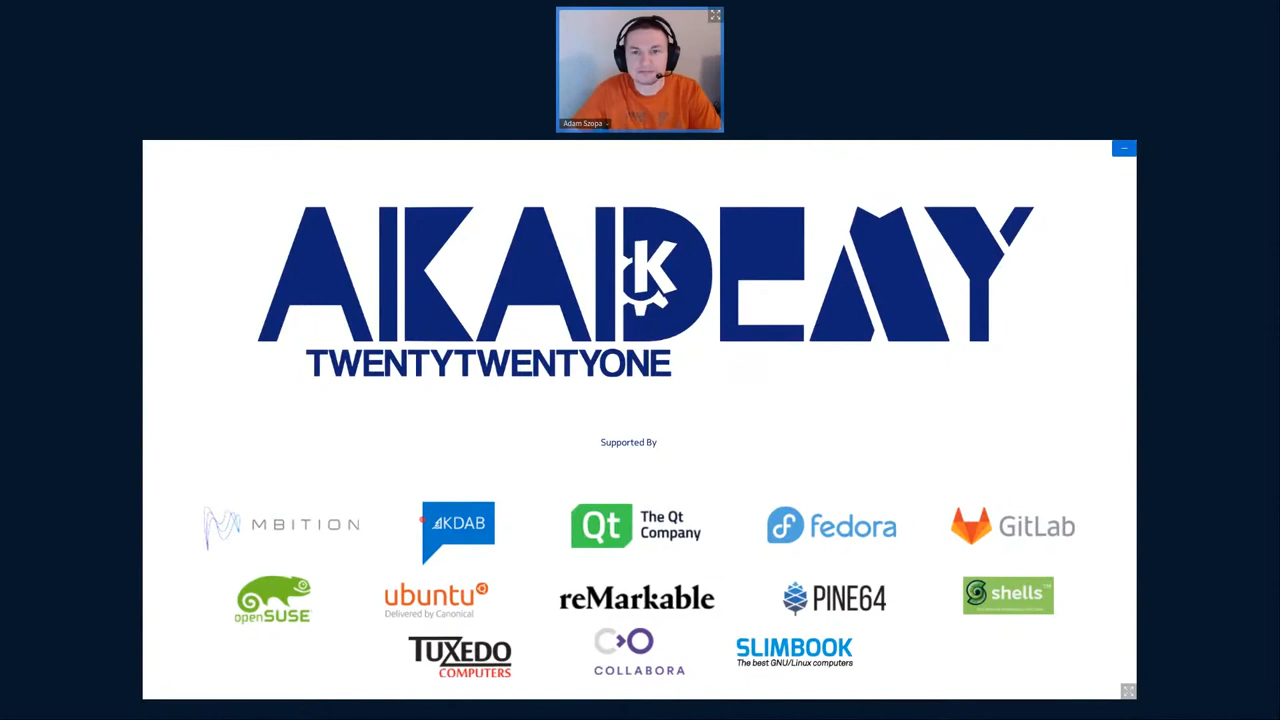 Adam Szopa
AKADEMY
TWENTYTWENTYONE
Supported By
MBITION
KDAB
Qt The Qt Company
fedora
GitLab
openSUSE
ubuntu
Delivered by Canonical
reMarkable
PINE64
shells™
TUXEDO
COMPUTERS
COLLABORA
SLIMBOOK
The best GNU/Linux computers